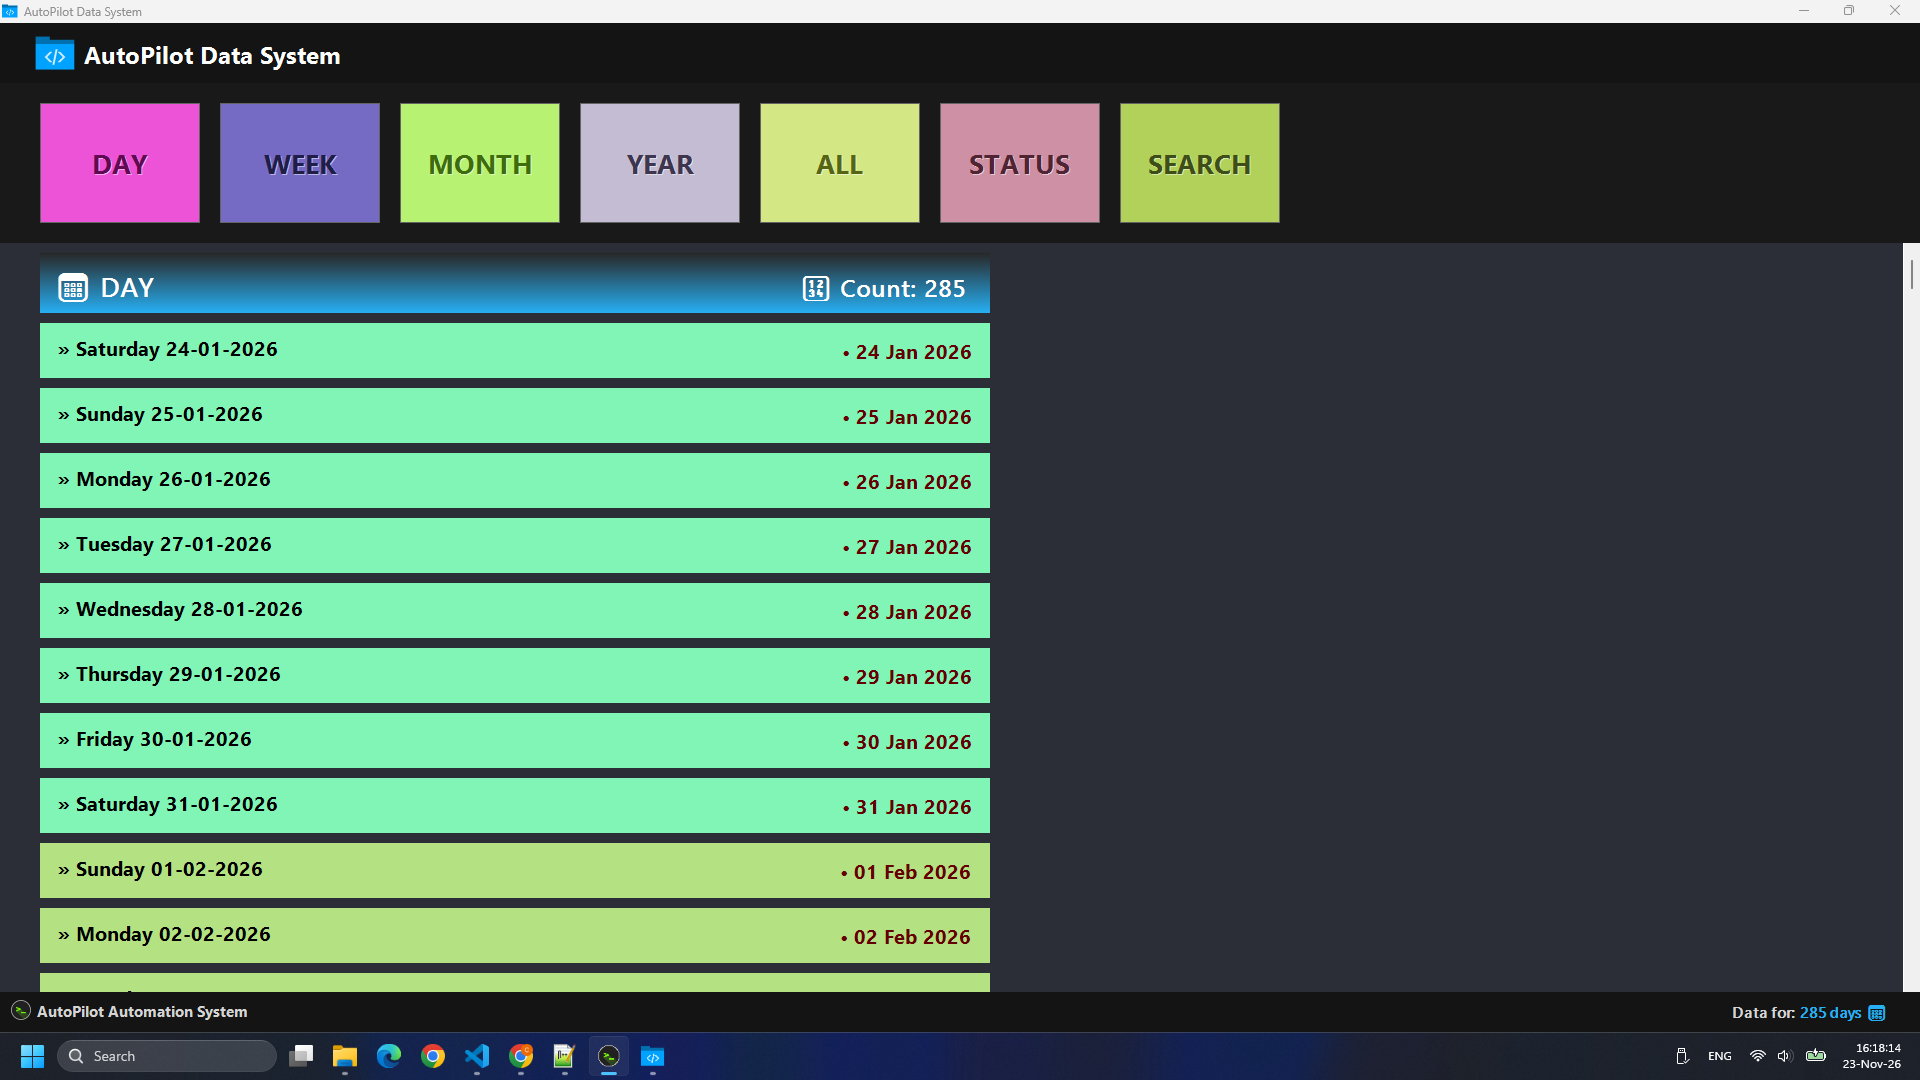 AutoPilot Data System
AutoPilot Data System
DAY
WEEK
MONTH
YEAR
ALL
STATUS
SEARCH
DAY
Count: 285
» Saturday 24-01-2026
• 24 Jan 2026
» Sunday 25-01-2026
• 25 Jan 2026
» Monday 26-01-2026
• 26 Jan 2026
» Tuesday 27-01-2026
• 27 Jan 2026
» Wednesday 28-01-2026
• 28 Jan 2026
» Thursday 29-01-2026
• 29 Jan 2026
» Friday 30-01-2026
• 30 Jan 2026
» Saturday 31-01-2026
• 31 Jan 2026
» Sunday 01-02-2026
• 01 Feb 2026
» Monday 02-02-2026
• 02 Feb 2026
AutoPilot Automation System
Data for: 285 days
Search
ENG
16:18:14
23-Nov-26